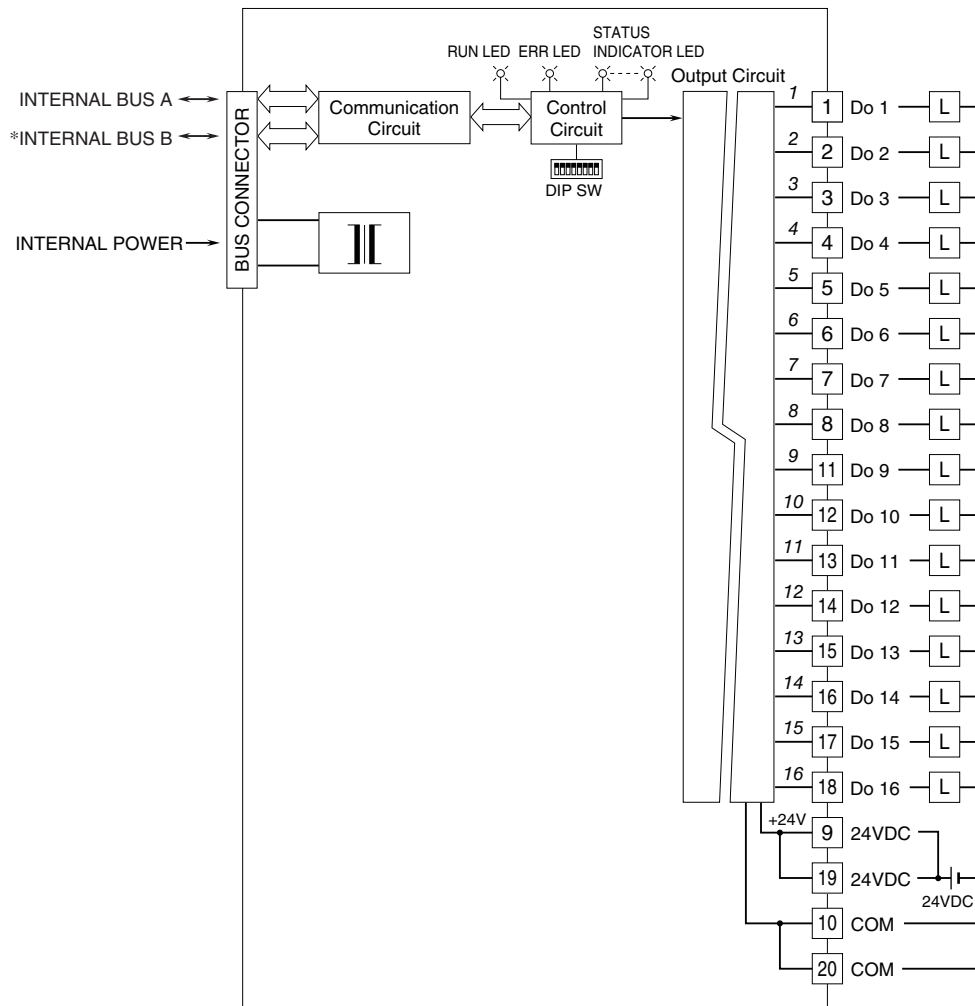 STATUS
RUN LED ERR LED INDICATOR LED
Output Circuit
INTERNAL BUS A
*INTERNAL BUS B
INTERNAL POWER
BUS CONNECTOR
Communication
Circuit
Control
Circuit
DIP SW
1 1 Do 1 L
2 2 Do 2 L
3 3 Do 3 L
4 4 Do 4 L
5 5 Do 5 L
6 6 Do 6 L
7 7 Do 7 L
8 8 Do 8 L
9 11 Do 9 L
10 12 Do 10 L
11 13 Do 11 L
12 14 Do 12 L
13 15 Do 13 L
14 16 Do 14 L
15 17 Do 15 L
16 18 Do 16 L
+24V 9 24VDC
19 24VDC
24VDC
10 COM
20 COM